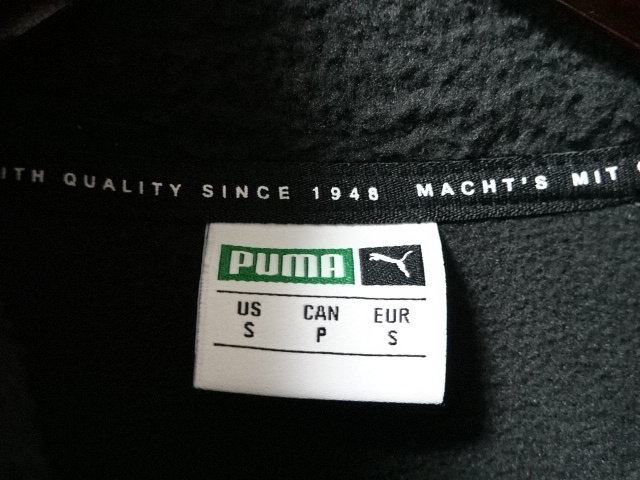 ITH QUALITY SINCE 1948 MACHT'S MIT
PUMA
US CAN EUR
S P S